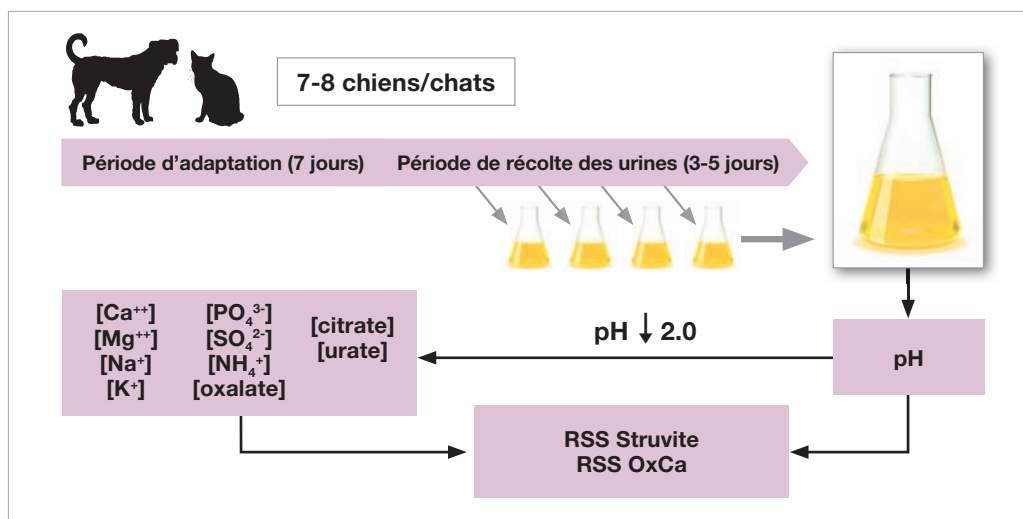 7-8 chiens/chats
Période d'adaptation (7 jours)
Période de récolte des urines (3-5 jours)
[Ca⁺⁺]
[Mg⁺⁺]
[Na⁺]
[K⁺]
[PO₄³⁻]
[SO₄²⁻]
[NH₄⁺]
[oxalate]
[citrate]
[urate]
pH ↓ 2.0
pH
RSS Struvite
RSS OxCa